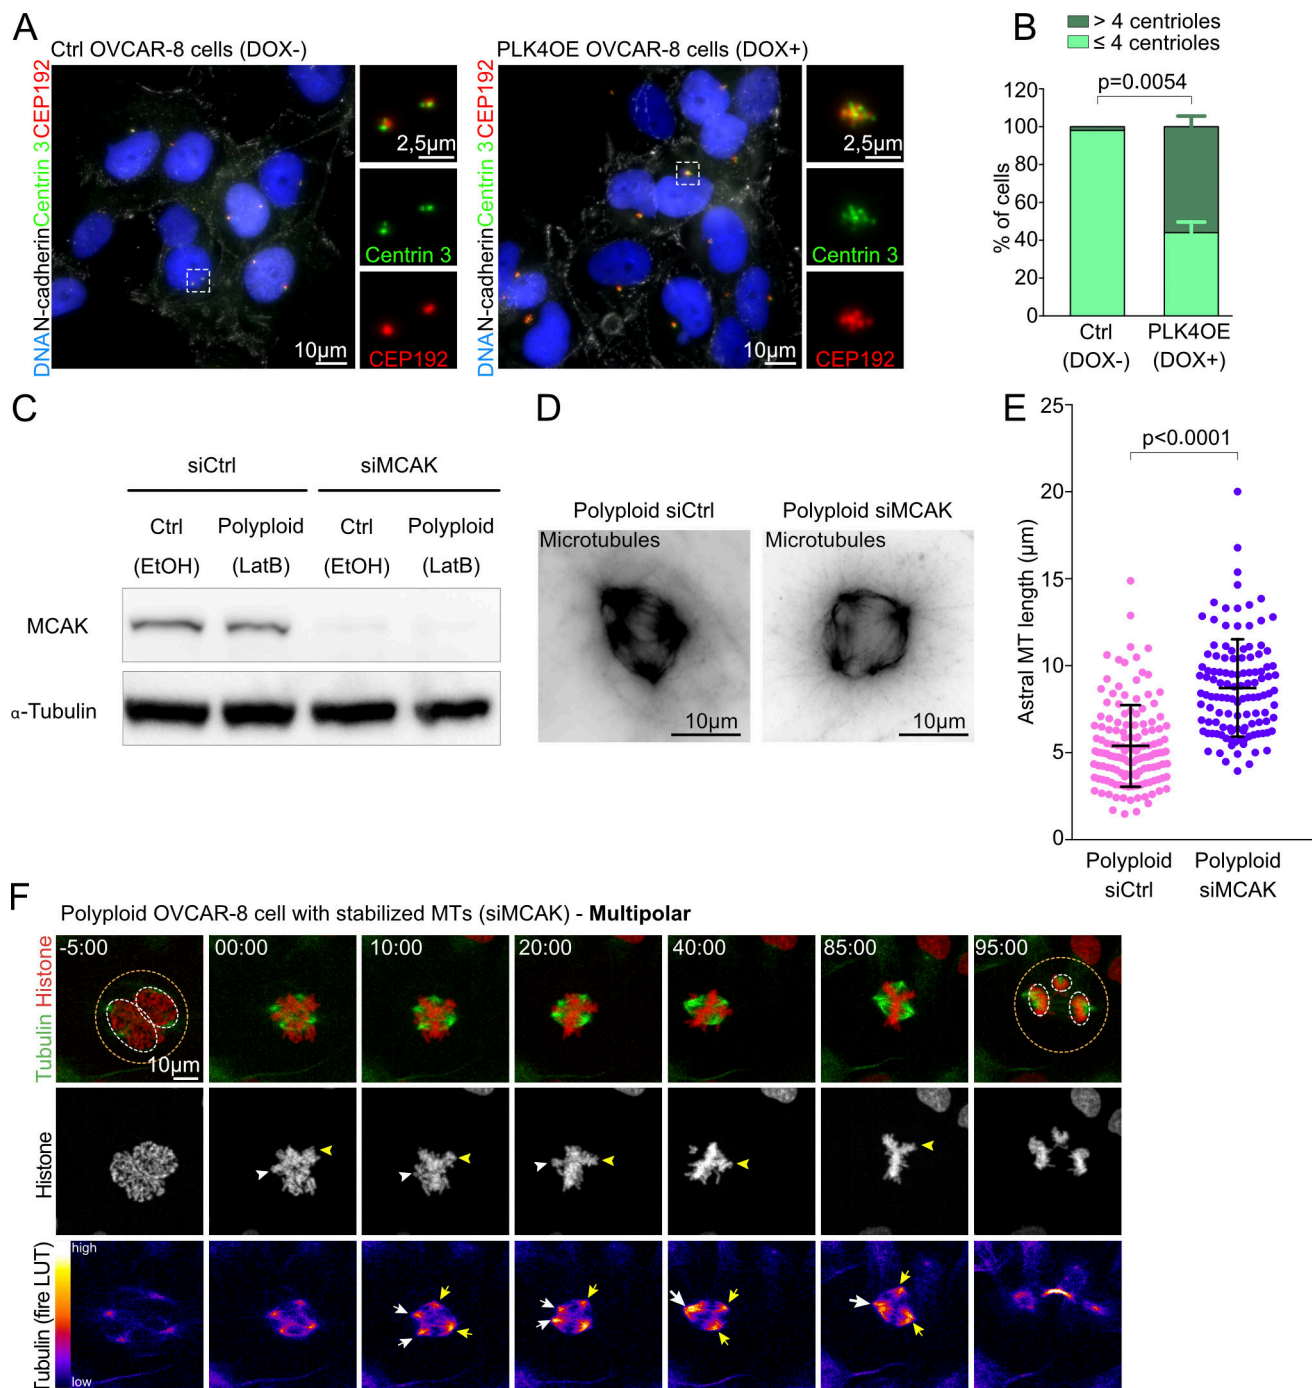 A
Ctrl OVCAR-8 cells (DOX-)
DNA N-cadherin Centrin 3 CEP192
10µm
2,5µm
Centrin 3
CEP192
PLK4OE OVCAR-8 cells (DOX+)
DNA N-cadherin Centrin 3 CEP192
10µm
2,5µm
Centrin 3
CEP192
B
> 4 centrioles
≤ 4 centrioles
p=0.0054
% of cells
120
100
80
60
40
20
0
Ctrl
(DOX-)
PLK4OE
(DOX+)
C
siCtrl
siMCAK
Ctrl
(EtOH)
Polyploid
(LatB)
Ctrl
(EtOH)
Polyploid
(LatB)
MCAK
α-Tubulin
D
Polyploid siCtrl
Microtubules
10µm
Polyploid siMCAK
Microtubules
10µm
E
Astral MT length (µm)
25
20
15
10
5
0
p<0.0001
Polyploid
siCtrl
Polyploid
siMCAK
F
Polyploid OVCAR-8 cell with stabilized MTs (siMCAK) - Multipolar
Tubulin Histone
-5:00
00:00
10:00
20:00
40:00
85:00
95:00
10µm
Histone
Tubulin (fire LUT)
high
low